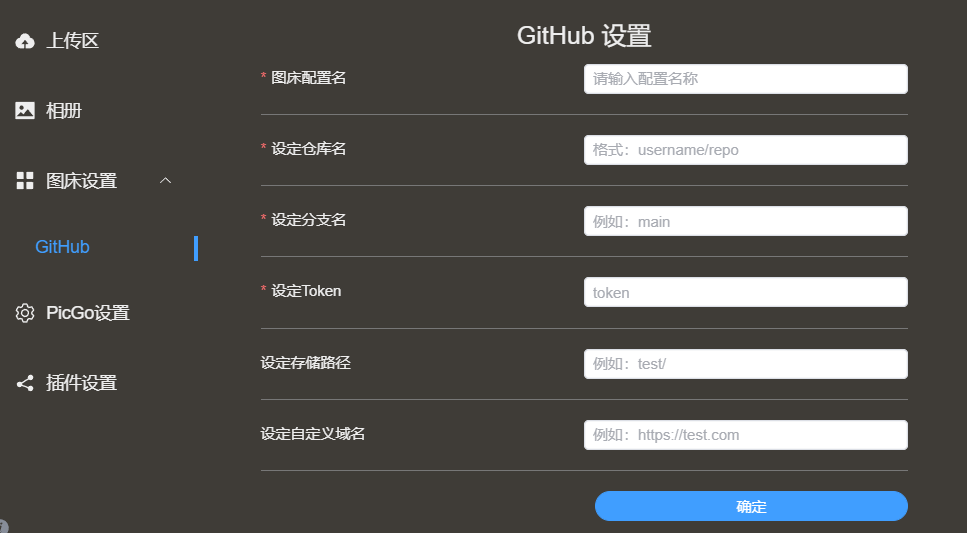 上传区
相册
图床设置
GitHub
PicGo设置
插件设置
GitHub 设置
* 图床配置名
请输入配置名称
* 设定仓库名
格式：username/repo
* 设定分支名
例如：main
* 设定Token
token
设定存储路径
例如：test/
设定自定义域名
例如：https://test.com
确定